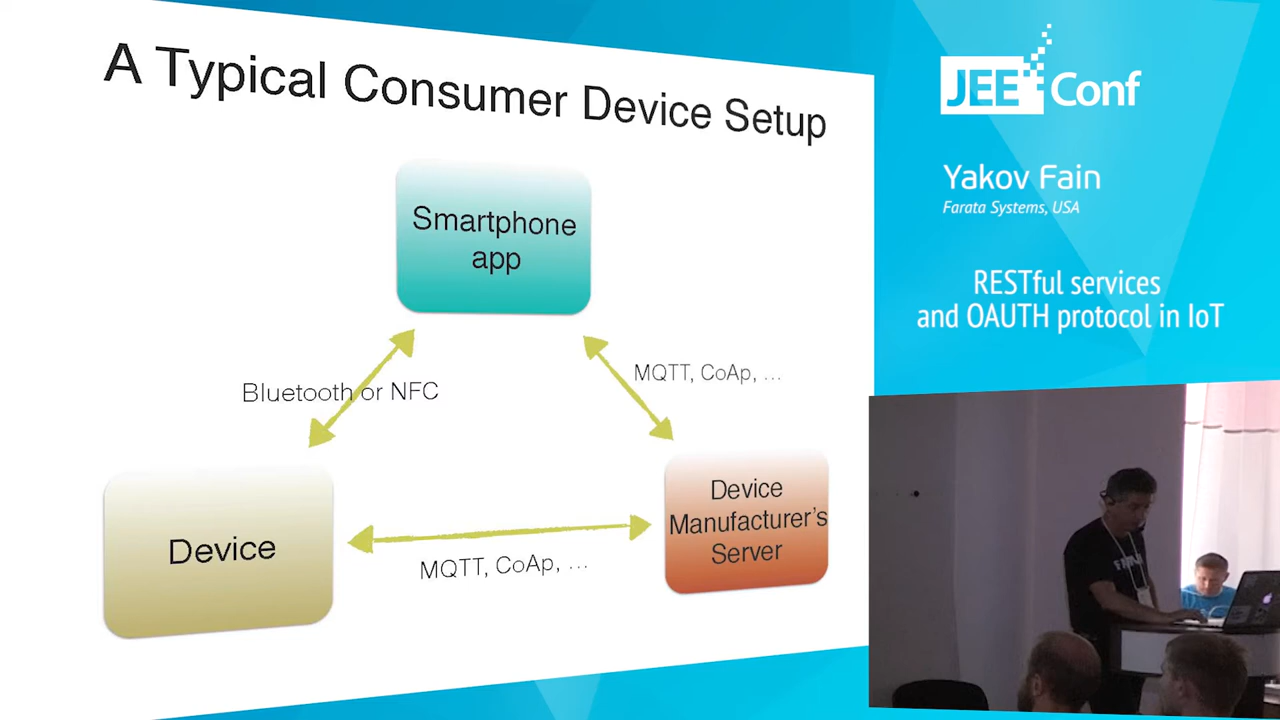 A Typical Consumer Device Setup
Smartphone
app
Bluetooth or NFC
MQTT, CoAp, ...
Device
MQTT, CoAp, ...
Device
Manufacturer's
Server
JEE Conf
Yakov Fain
Farata Systems, USA
RESTful services
and OAUTH protocol in IoT